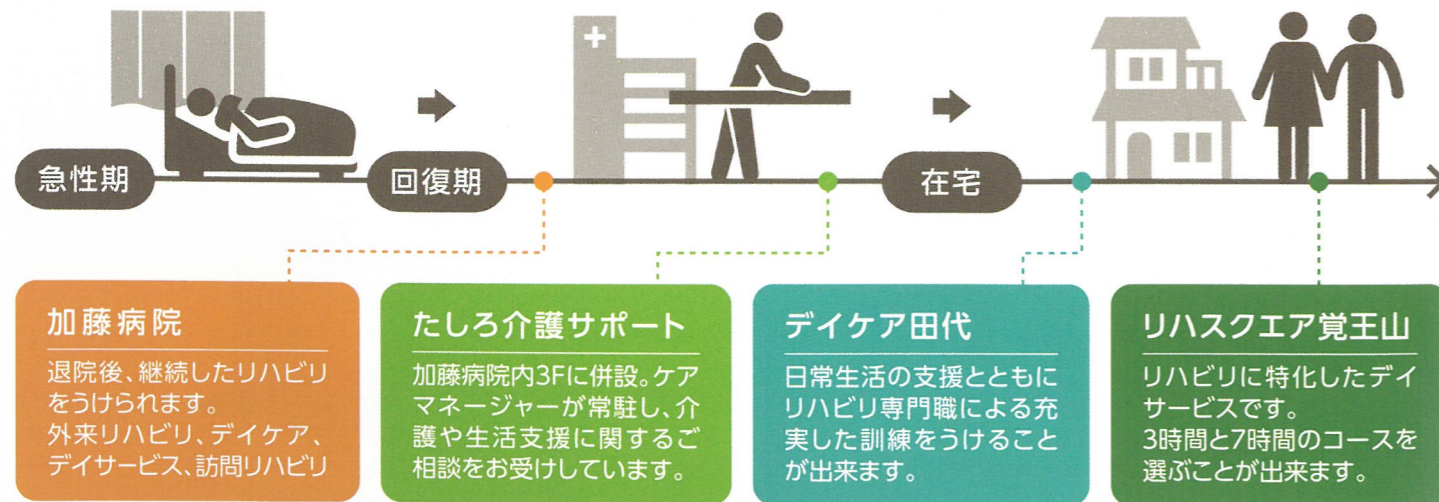 急性期
回復期
在宅
加藤病院
退院後、継続したリハビリ
をうけられます。
外来リハビリ、デイケア、
デイサービス、訪問リハビリ
たしろ介護サポート
加藤病院内3Fに併設。ケア
マネージャーが常駐し、介
護や生活支援に関するご
相談をお受けしています。
デイケア田代
日常生活の支援とともに
リハビリ専門職による充
実した訓練をうけること
が出来ます。
リハスクエア覚王山
リハビリに特化したデイ
サービスです。
3時間と7時間のコースを
選ぶことが出来ます。